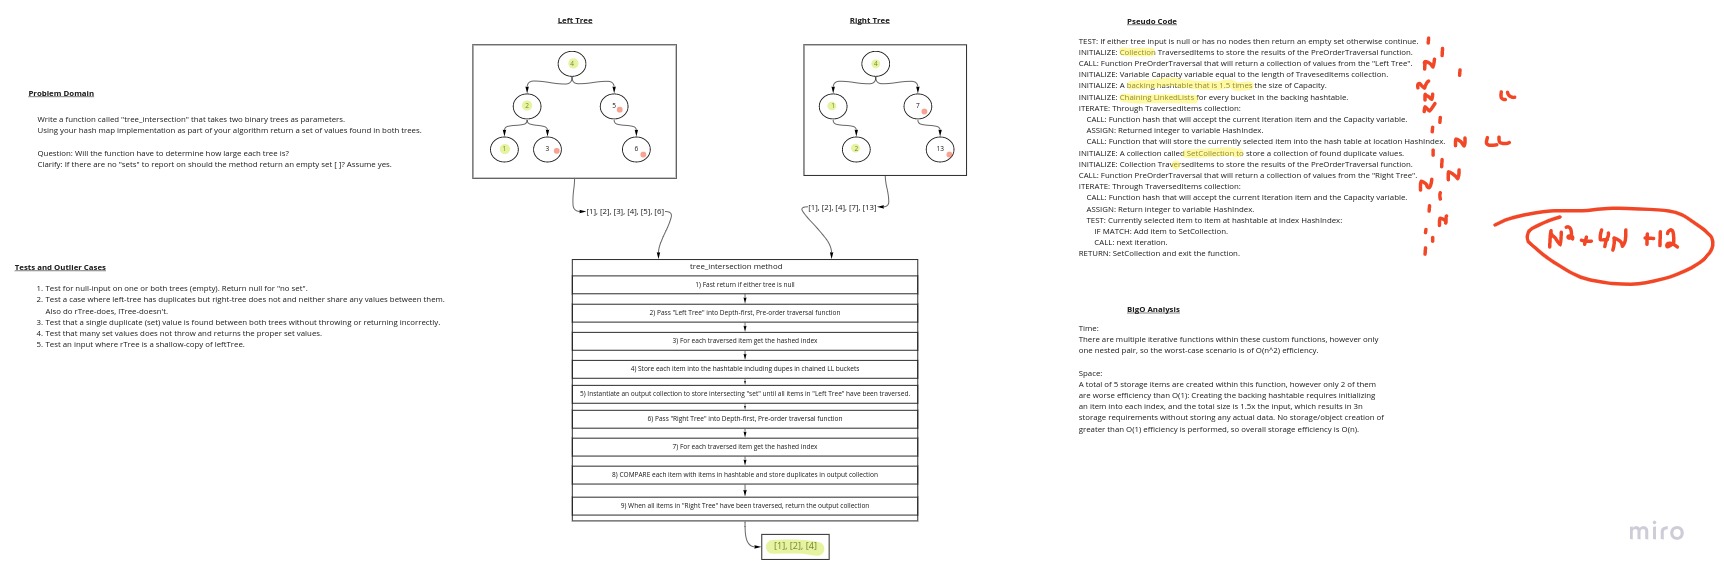 Problem Domain
Write a function called "tree_intersection" that takes two binary trees as parameters.
Using your hash map implementation as part of your algorithm return a set of values found in both trees.
Question: Will the function have to determine how large each tree is?
Clarify: If there are no "sets" to report on should the method return an empty set [ ]? Assume yes.
Tests and Outlier Cases
1. Test for null-input on one or both trees (empty). Return null for "no set".
2. Test a case where left-tree has duplicates but right-tree does not and neither share any values between them.
Also do rTree-does, lTree-doesn't.
3. Test that a single duplicate (set) value is found between both trees without throwing or returning incorrectly.
4. Test that many set values does not throw and returns the proper set values.
5. Test an input where rTree is a shallow-copy of leftTree.
Left Tree
4
2 5
1 3 6
[1], [2], [3], [4], [5], [6]
Right Tree
4
1 7
2 13
[1], [2], [4], [7], [13]
tree_intersection method
1) Fast return if either tree is null
2) Pass "Left Tree" into Depth-first, Pre-order traversal function
3) For each traversed item get the hashed index
4) Store each item into the hashtable including dupes in chained LL buckets
5) Instantiate an output collection to store intersecting "set" until all items in "Left Tree" have been traversed.
6) Pass "Right Tree" into Depth-first, Pre-order traversal function
7) For each traversed item get the hashed index
8) COMPARE each item with items in hashtable and store duplicates in output collection
9) When all items in "Right Tree" have been traversed, return the output collection
[1], [2], [4]
Pseudo Code
TEST: If either tree input is null or has no nodes then return an empty set otherwise continue.
INITIALIZE: Collection TraversedItems to store the results of the PreOrderTraversal function.
CALL: Function PreOrderTraversal that will return a collection of values from the "Left Tree".
INITIALIZE: Variable Capacity variable equal to the length of TravesedItems collection.
INITIALIZE: A backing hashtable that is 1.5 times the size of Capacity.
INITIALIZE: Chaining LinkedLists for every bucket in the backing hashtable.
ITERATE: Through TraversedItems collection:
CALL: Function hash that will accept the current iteration item and the Capacity variable.
ASSIGN: Returned integer to variable HashIndex.
CALL: Function that will store the currently selected item into the hash table at location HashIndex.
INITIALIZE: A collection called SetCollection to store a collection of found duplicate values.
INITIALIZE: Collection TraversedItems to store the results of the PreOrderTraversal function.
CALL: Function PreOrderTraversal that will return a collection of values from the "Right Tree".
ITERATE: Through TraversedItems collection:
CALL: Function hash that will accept the current iteration item and the Capacity variable.
ASSIGN: Return integer to variable HashIndex.
TEST: Currently selected item to item at hashtable at index HashIndex:
IF MATCH: Add item to SetCollection.
CALL: next iteration.
RETURN: SetCollection and exit the function.
N² + 4N + 12
BigO Analysis
Time:
There are multiple iterative functions within these custom functions, however only
one nested pair, so the worst-case scenario is of O(n^2) efficiency.
Space:
A total of 5 storage items are created within this function, however only 2 of them
are worse efficiency than O(1): Creating the backing hashtable requires initializing
an item into each index, and the total size is 1.5x the input, which results in 3n
storage requirements without storing any actual data. No storage/object creation of
greater than O(1) efficiency is performed, so overall storage efficiency is O(n).
miro